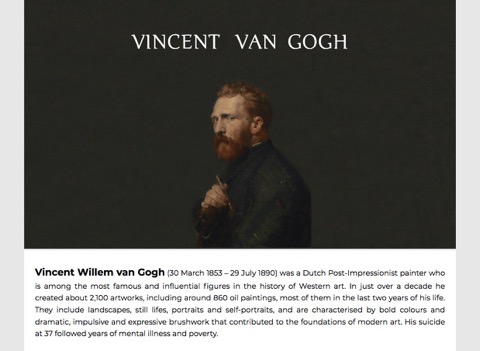 VINCENT VAN GOGH
Vincent Willem van Gogh (30 March 1853 – 29 July 1890) was a Dutch Post-Impressionist painter who
is among the most famous and influential figures in the history of Western art. In just over a decade he
created about 2,100 artworks, including around 860 oil paintings, most of them in the last two years of his life.
They include landscapes, still lifes, portraits and self-portraits, and are characterised by bold colours and
dramatic, impulsive and expressive brushwork that contributed to the foundations of modern art. His suicide
at 37 followed years of mental illness and poverty.